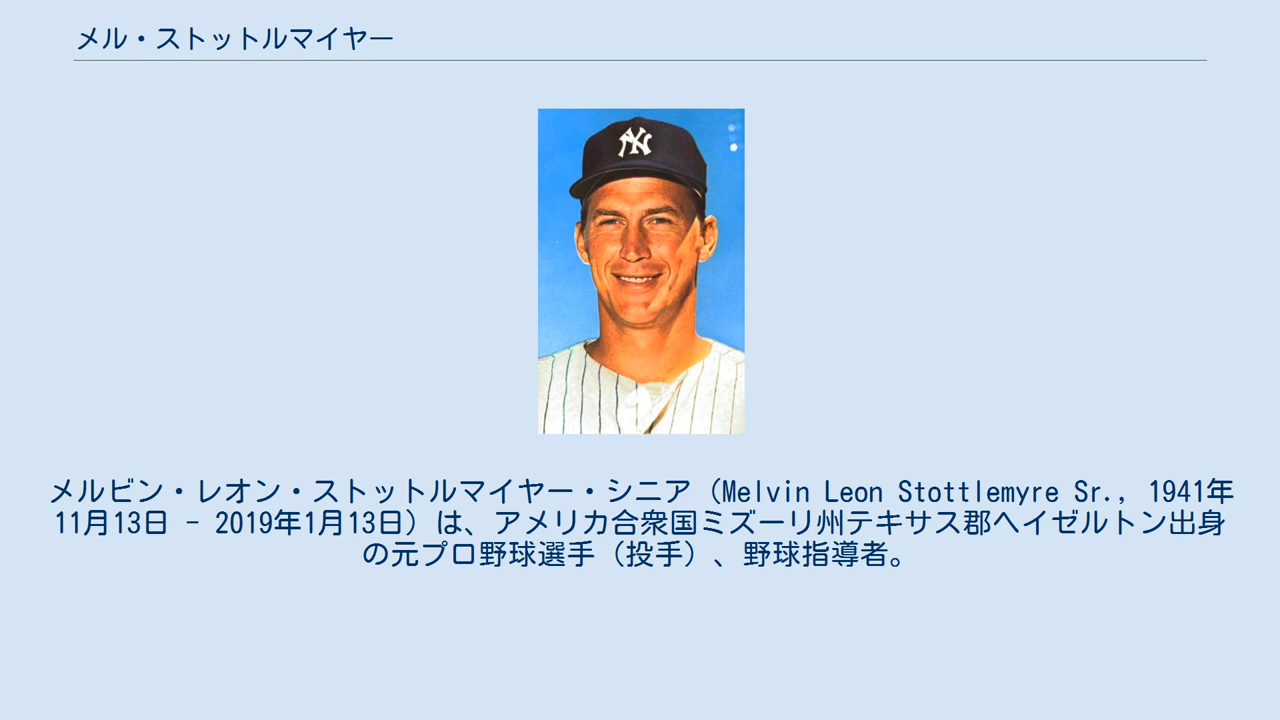 メル・ストットルマイヤー
NY
メルビン・レオン・ストットルマイヤー・シニア（Melvin Leon Stottlemyre Sr., 1941年
11月13日 - 2019年1月13日）は、アメリカ合衆国ミズーリ州テキサス郡ヘイゼルトン出身
の元プロ野球選手（投手）、野球指導者。